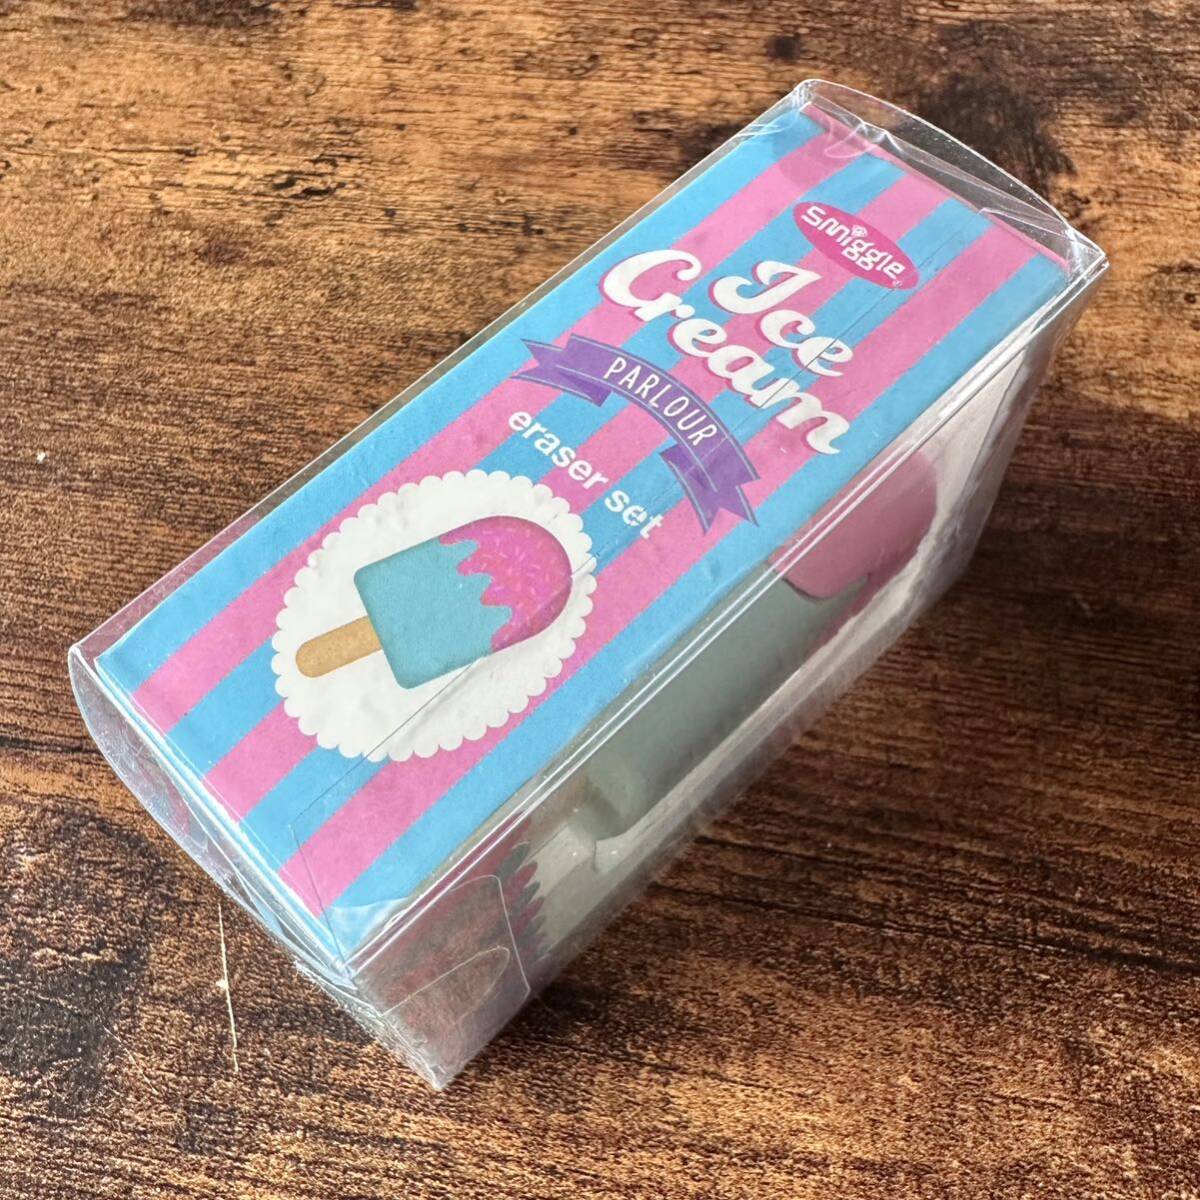 smiggle
Ice
Cream
PARLOUR
eraser set